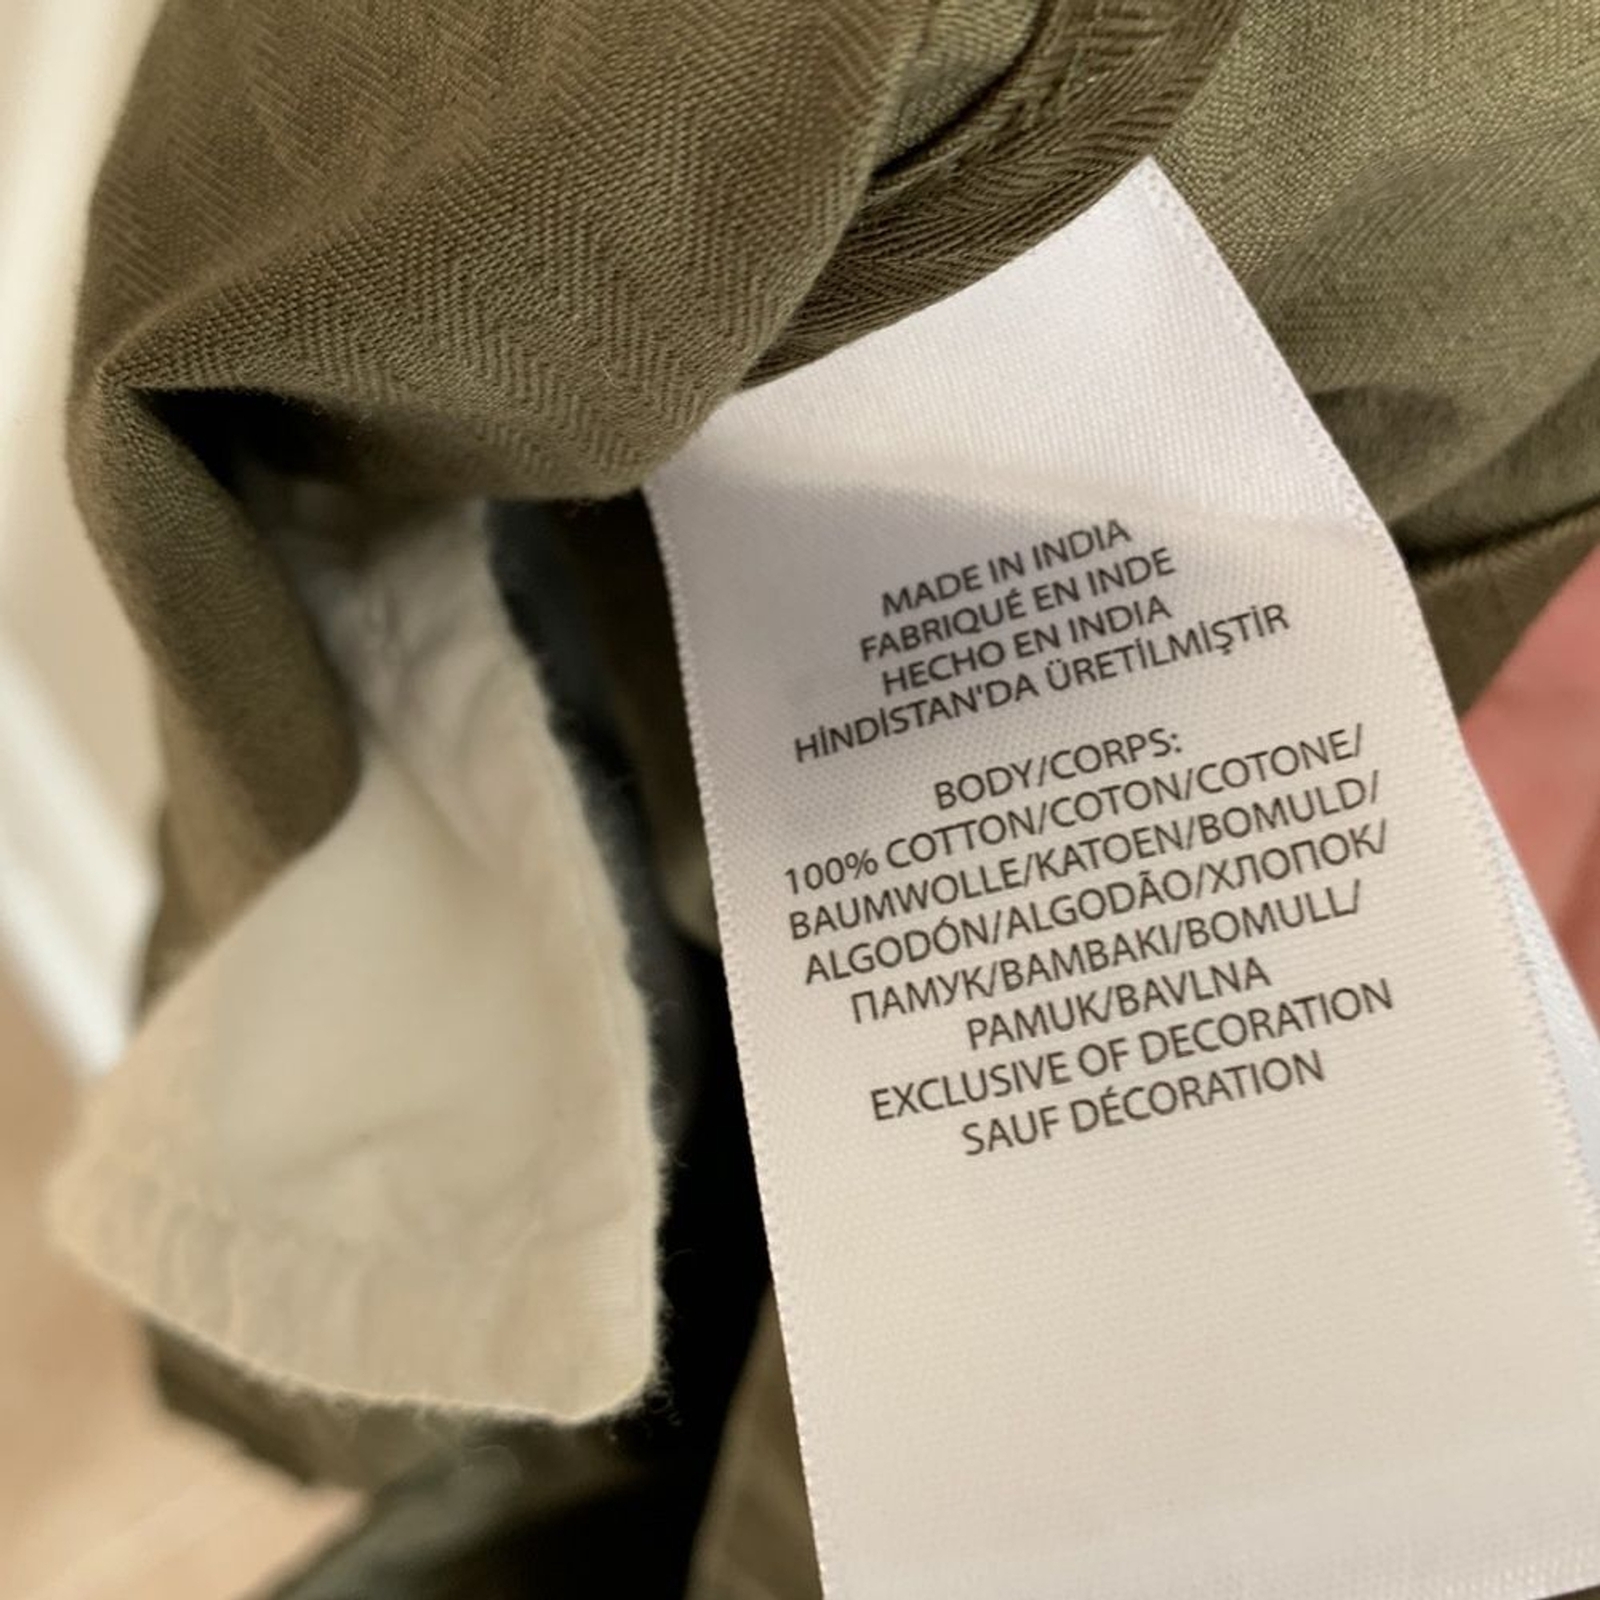 MADE IN INDIA
FABRIQUÉ EN INDE
HECHO EN INDIA
HİNDİSTAN'DA ÜRETİLMİŞTİR
BODY/CORPS:
100% COTTON/COTON/COTONE/
BAUMWOLLE/KATOEN/BOMULD/
ALGODÓN/ALGODÃO/ХЛОПОК/
ПАМУК/BAMBAKI/BOMULL/
PAMUK/BAVLNA
EXCLUSIVE OF DECORATION
SAUF DÉCORATION